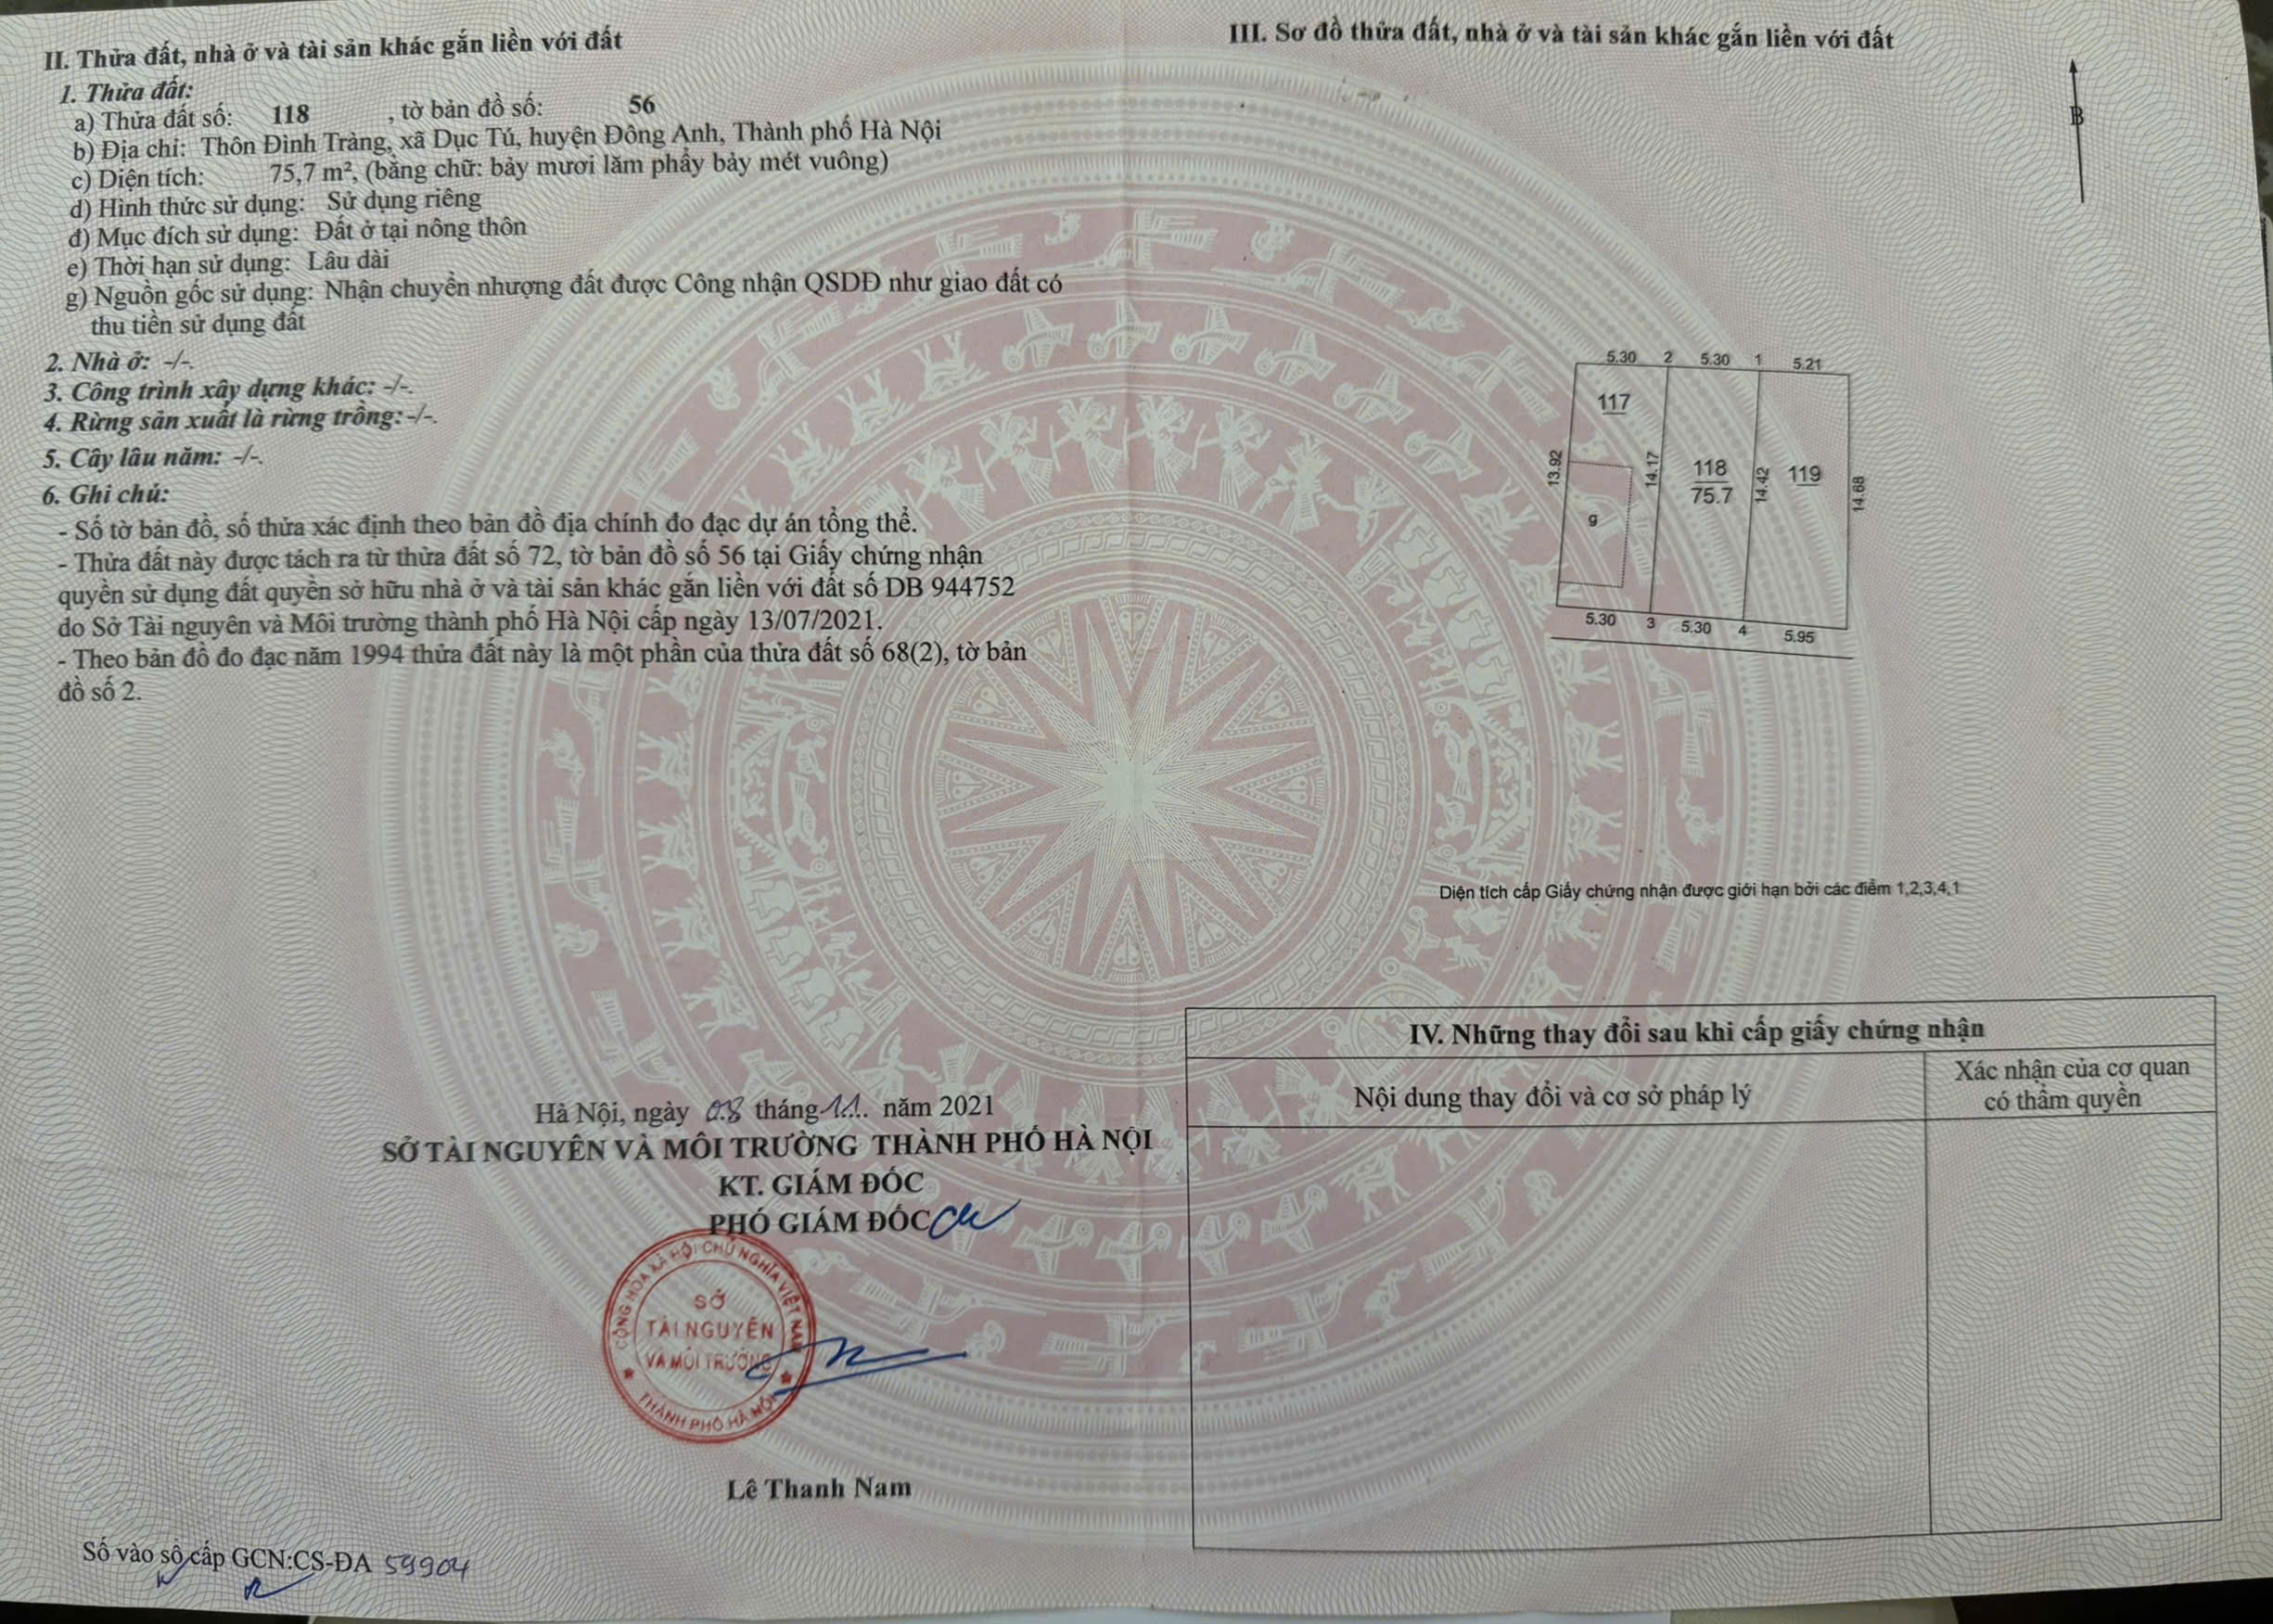 II. Thửa đất, nhà ở và tài sản khác gắn liền với đất
1. Thửa đất:
a) Thửa đất số: 118 , tờ bản đồ số: 56
b) Địa chỉ: Thôn Đình Tràng, xã Dục Tú, huyện Đông Anh, Thành phố Hà Nội
c) Diện tích: 75,7 m², (bằng chữ: bảy mươi lăm phẩy bảy mét vuông)
d) Hình thức sử dụng: Sử dụng riêng
đ) Mục đích sử dụng: Đất ở tại nông thôn
e) Thời hạn sử dụng: Lâu dài
g) Nguồn gốc sử dụng: Nhận chuyển nhượng đất được Công nhận QSDĐ như giao đất có
thu tiền sử dụng đất
2. Nhà ở: -/-.
3. Công trình xây dựng khác: -/-.
4. Rừng sản xuất là rừng trồng: -/-.
5. Cây lâu năm: -/-.
6. Ghi chú:
- Số tờ bản đồ, số thửa xác định theo bản đồ địa chính đo đạc dự án tổng thể.
- Thửa đất này được tách ra từ thửa đất số 72, tờ bản đồ số 56 tại Giấy chứng nhận
quyền sử dụng đất quyền sở hữu nhà ở và tài sản khác gắn liền với đất số DB 944752
do Sở Tài nguyên và Môi trường thành phố Hà Nội cấp ngày 13/07/2021.
- Theo bản đồ đo đạc năm 1994 thửa đất này là một phần của thửa đất số 68(2), tờ bản
đồ số 2.
Hà Nội, ngày 08 tháng 11. năm 2021
SỞ TÀI NGUYÊN VÀ MÔI TRƯỜNG THÀNH PHỐ HÀ NỘI
KT. GIÁM ĐỐC
PHÓ GIÁM ĐỐC
CỘNG HÒA XÃ HỘI CHỦ NGHĨA VIỆT NAM
SỞ
TÀI NGUYÊN
VÀ MÔI TRƯỜNG
THÀNH PHỐ HÀ NỘI
Lê Thanh Nam
Số vào sổ cấp GCN:CS-ĐA 59904
III. Sơ đồ thửa đất, nhà ở và tài sản khác gắn liền với đất
B
5.30 2 5.30 1 5.21
117
13.92 14.17 118 14.42 119 14.68
75.7
g
5.30 3 5.30 4 5.95
Diện tích cấp Giấy chứng nhận được giới hạn bởi các điểm 1,2,3,4,1
IV. Những thay đổi sau khi cấp giấy chứng nhận
Nội dung thay đổi và cơ sở pháp lý
Xác nhận của cơ quan
có thẩm quyền